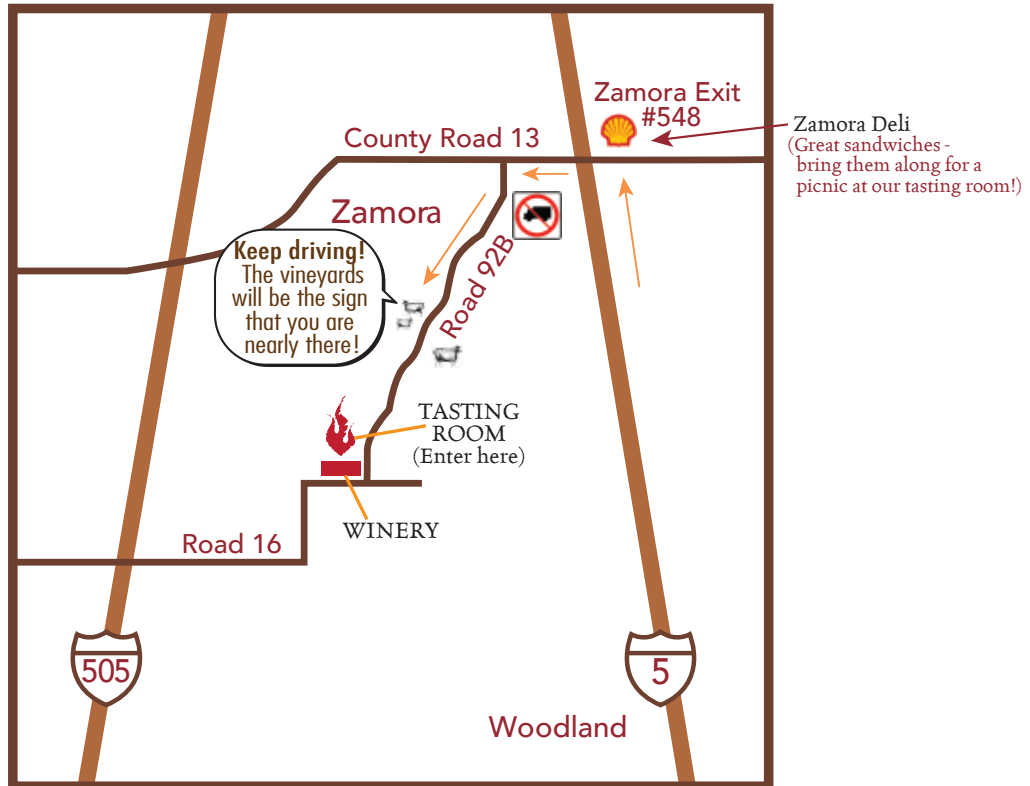 Zamora Exit
#548
Zamora Deli
(Great sandwiches -
bring them along for a
picnic at our tasting room!)
County Road 13
Zamora
Keep driving!
The vineyards
will be the sign
that you are
nearly there!
Road 92B
TASTING
ROOM
(Enter here)
WINERY
Road 16
505
5
Woodland